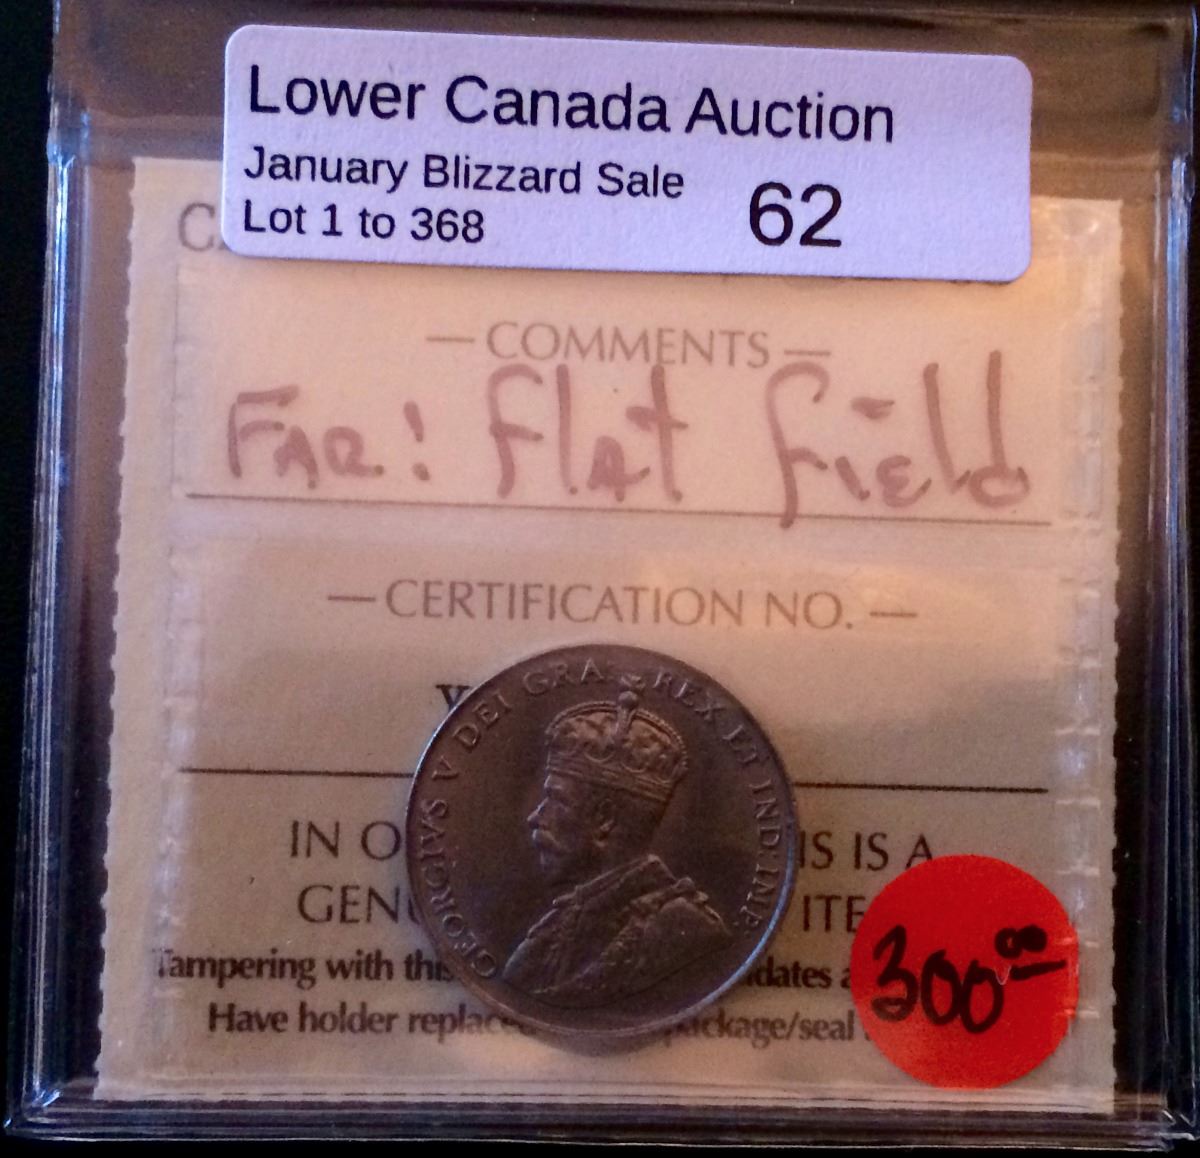 Lower Canada Auction
January Blizzard Sale
Lot 1 to 368
62
— COMMENTS —
FAR! Flat Field
— CERTIFICATION NO. —
GEORGIVS V DEI GRA: REX ET IND: IMP:
IN O IS IS A
GENU ITE
Tampering with this dates a
Have holder replace ckage/seal
300.00